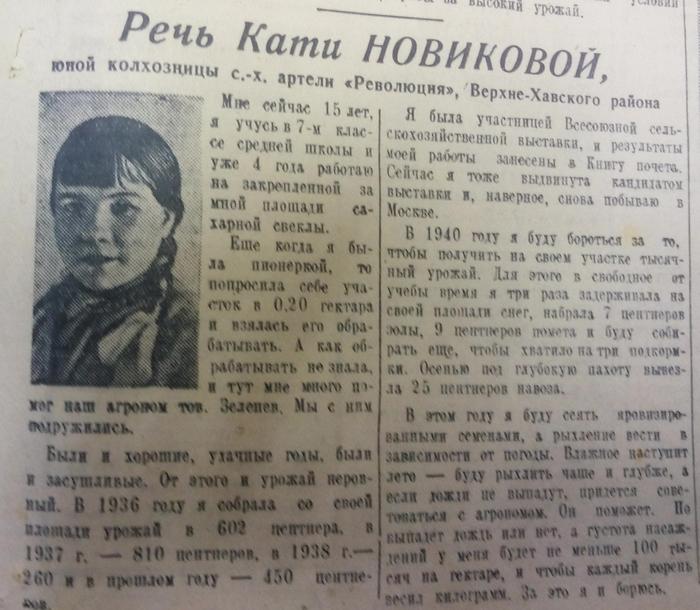 за высокий урожай.
условий
Речь Кати НОВИКОВОЙ,
юной колхозницы с.-х. артели «Революция», Верхне-Хавского района
Мне сейчас 15 лет,
я учусь в 7-м клас-
се средней школы и
уже 4 года работаю
на закрепленной за
мной площади са-
харной свеклы.
Еще когда я бы-
ла пионеркой, то
попросила себе уча-
сток в 0,20 гектара
и взялась его обра-
батывать. А как об-
рабатывать не знала,
и тут мне много по-
мог наш агроном тов. Зеленев. Мы с ним
подружились.
Были и хорошие, удачные годы, были
и засушливые. От этого и урожай неров-
ный. В 1936 году я собрала со своей
площади урожай в 602 центнера, в
1937 г. — 810 центнеров, в 1938 г.—
260 и в прошлом году — 450 центне-
ров.
Я была участницей Всесоюзной сель-
скохозяйственной выставки, и результаты
моей работы занесены в Книгу почета.
Сейчас я тоже выдвинута кандидатом
выставки и, наверное, снова побываю в
Москве.
В 1940 году я буду бороться за то,
чтобы получить на своем участке тысяч-
ный урожай. Для этого в свободное от
учебы время я три раза задерживала на
своей площади снег, набрала 7 центнеров
золы, 9 центнеров помета и буду соби-
рать еще, чтобы хватило на три подкорм-
ки. Осенью под глубокую пахоту вывез-
ла 25 центнеров навоза.
В этом году я буду сеять яровизиро-
ванными семенами, а рыхление вести в
зависимости от погоды. Влажное наступит
лето — буду рыхлить чаще и глубже, а
если дожди не выпадут, придется сове-
товаться с агрономом. Он поможет. Но
выпадет дождь или нет, а густота насаж-
дений у меня будет не меньше 100 ты-
сяч на гектаре, и чтобы каждый корень
весил килограмм. За это я и борюсь.